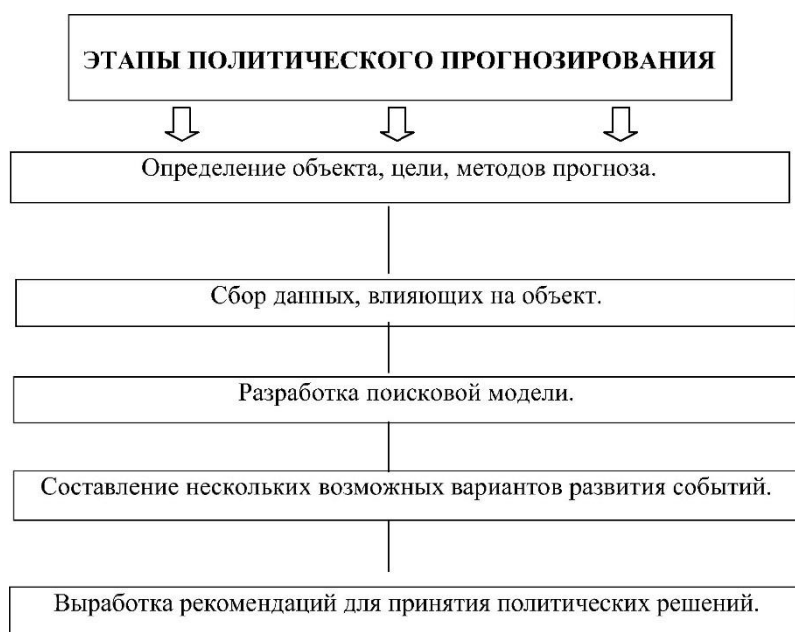 ЭТАПЫ ПОЛИТИЧЕСКОГО ПРОГНОЗИРОВАНИЯ
Определение объекта, цели, методов прогноза.
Сбор данных, влияющих на объект.
Разработка поисковой модели.
Составление нескольких возможных вариантов развития событий.
Выработка рекомендаций для принятия политических решений.